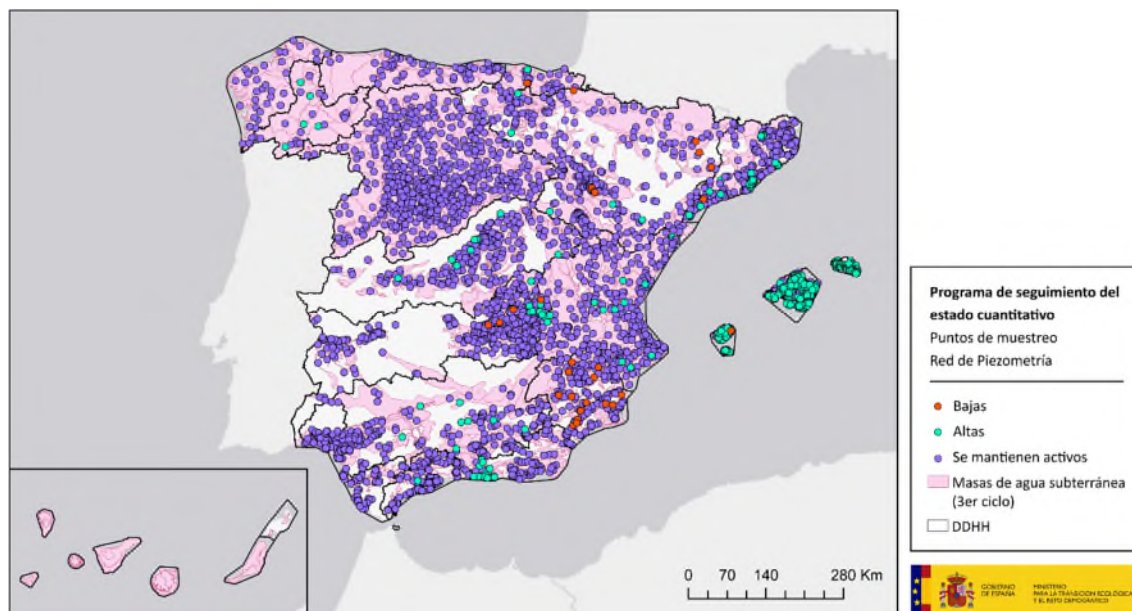 Programa de seguimiento del
estado cuantitativo
Puntos de muestreo
Red de Piezometría
Bajas
Altas
Se mantienen activos
Masas de agua subterránea
(3er ciclo)
DDHH
0 70 140 280 Km
GOBIERNO
DE ESPAÑA
MINISTERIO
PARA LA TRANSICIÓN ECOLÓGICA
Y EL RETO DEMOGRÁFICO